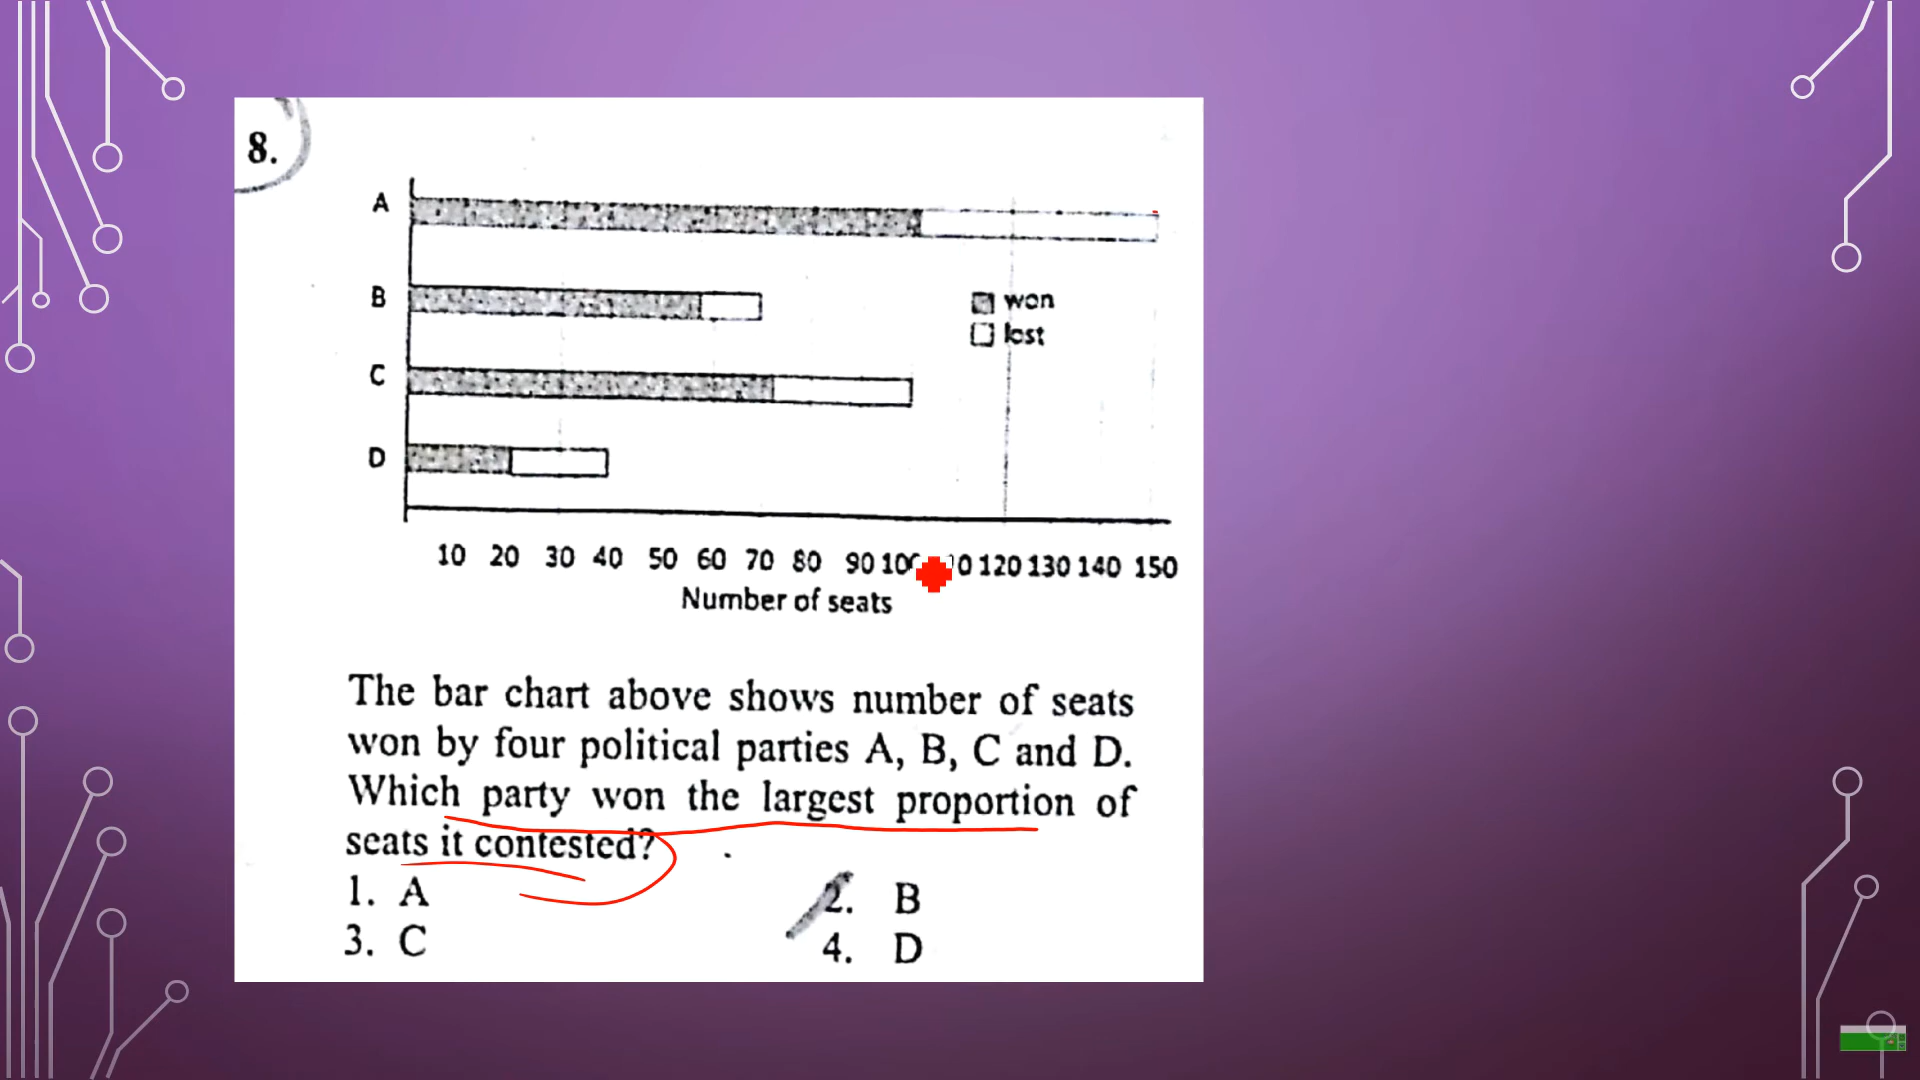 8.
A
B
won
lost
C
D
10 20 30 40 50 60 70 80 90 100 120 130 140 150
Number of seats
The bar chart above shows number of seats
won by four political parties A, B, C and D.
Which party won the largest proportion of
seats it contested?
1. A
2. B
3. C
4. D